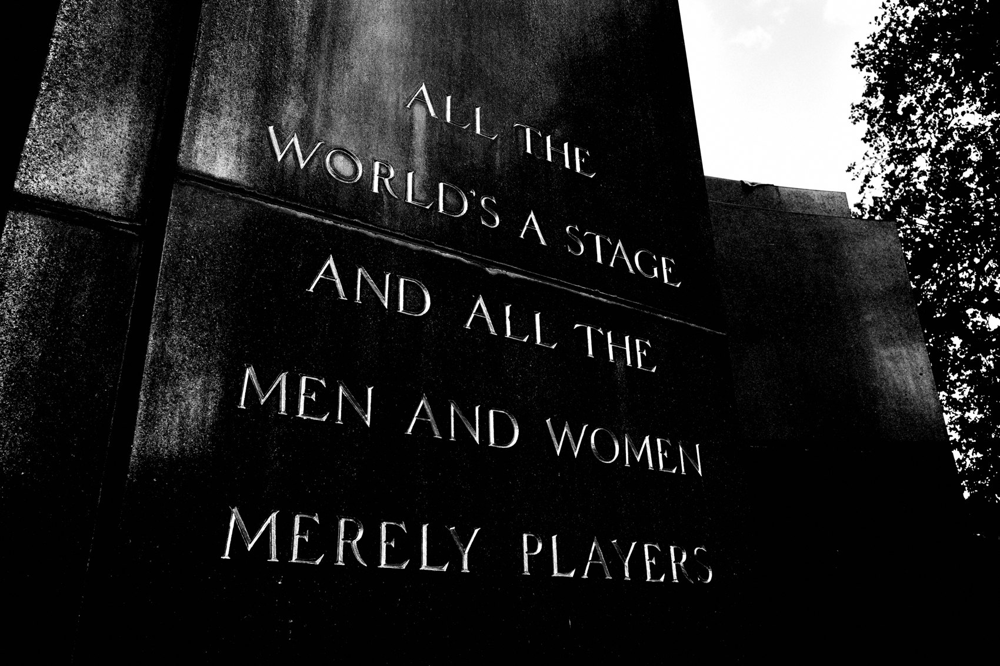 ALL THE
WORLD'S A STAGE
AND ALL THE
MEN AND WOMEN
MERELY PLAYERS